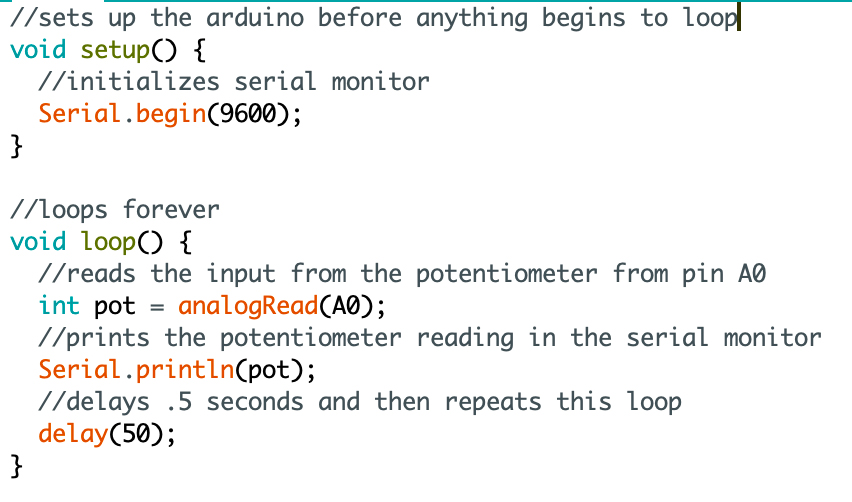 //sets up the arduino before anything begins to loop
void setup() {
  //initializes serial monitor
  Serial.begin(9600);
}

//loops forever
void loop() {
  //reads the input from the potentiometer from pin A0
  int pot = analogRead(A0);
  //prints the potentiometer reading in the serial monitor
  Serial.println(pot);
  //delays .5 seconds and then repeats this loop
  delay(50);
}